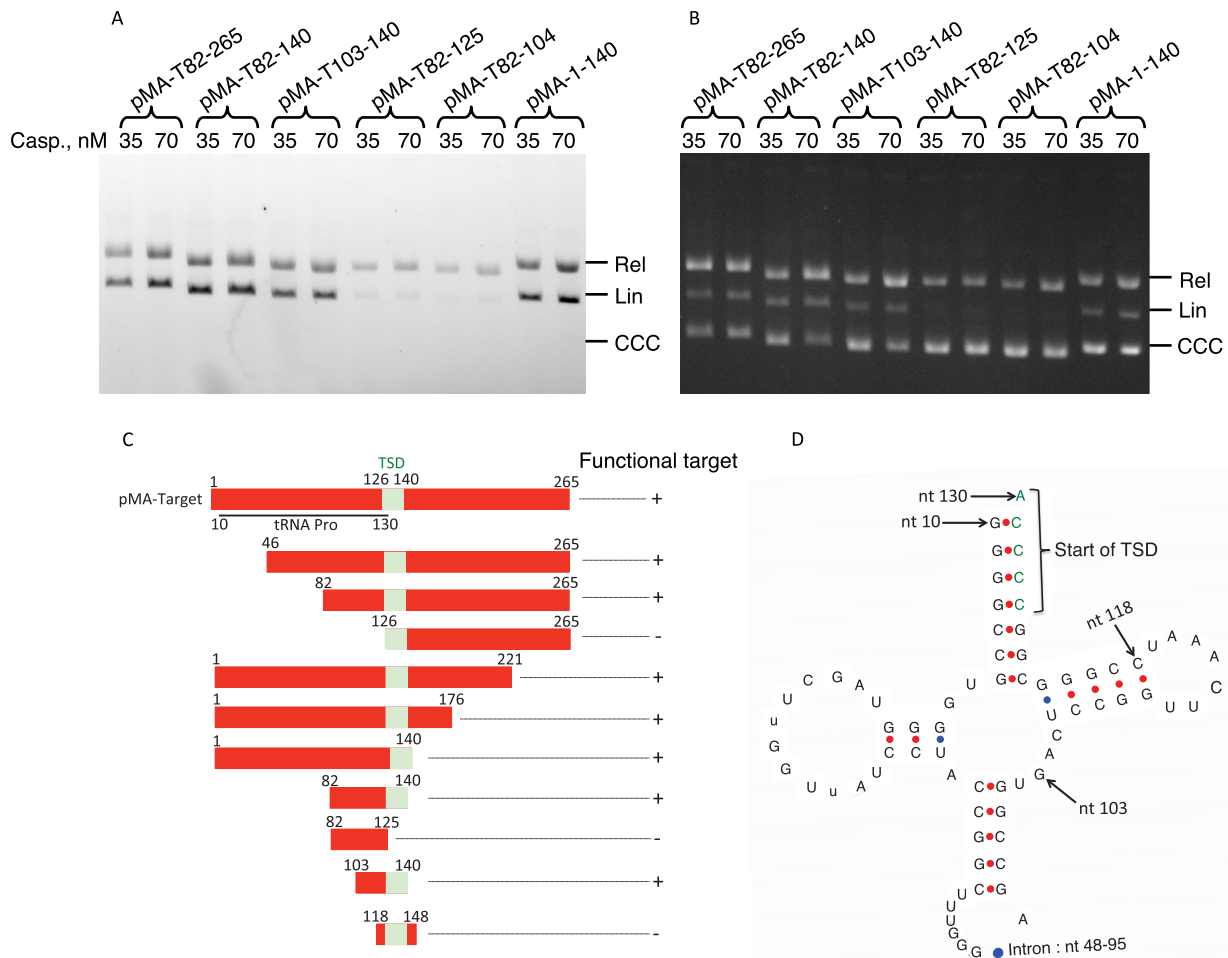 A
pMA-T82-265
pMA-T82-140
pMA-T103-140
pMA-T82-125
pMA-T82-104
pMA-1-140
Casp., nM 35 70 35 70 35 70 35 70 35 70 35 70
Rel
Lin
CCC
B
pMA-T82-265
pMA-T82-140
pMA-T103-140
pMA-T82-125
pMA-T82-104
pMA-1-140
35 70 35 70 35 70 35 70 35 70 35 70
Rel
Lin
CCC
C
Functional target
TSD
1 126 140 265
pMA-Target +
10 tRNA Pro 130
46 265
+
82 265
+
126 265
-
1 221
+
1 176
+
1 140
+
82 140
+
82 125
-
103 140
+
118 148
-
D
nt 130 A
nt 10 G C
G C
G C
G C
Start of TSD
C G
C G
G C
U G
G G G C C
U A A A C U U
G G C C U
nt 118
C A G
nt 103
U
G G G
U A G C U u G G U u A U
C C U
A
C G
C G
G C
G C
C G
U U U G G G
A
Intron : nt 48-95